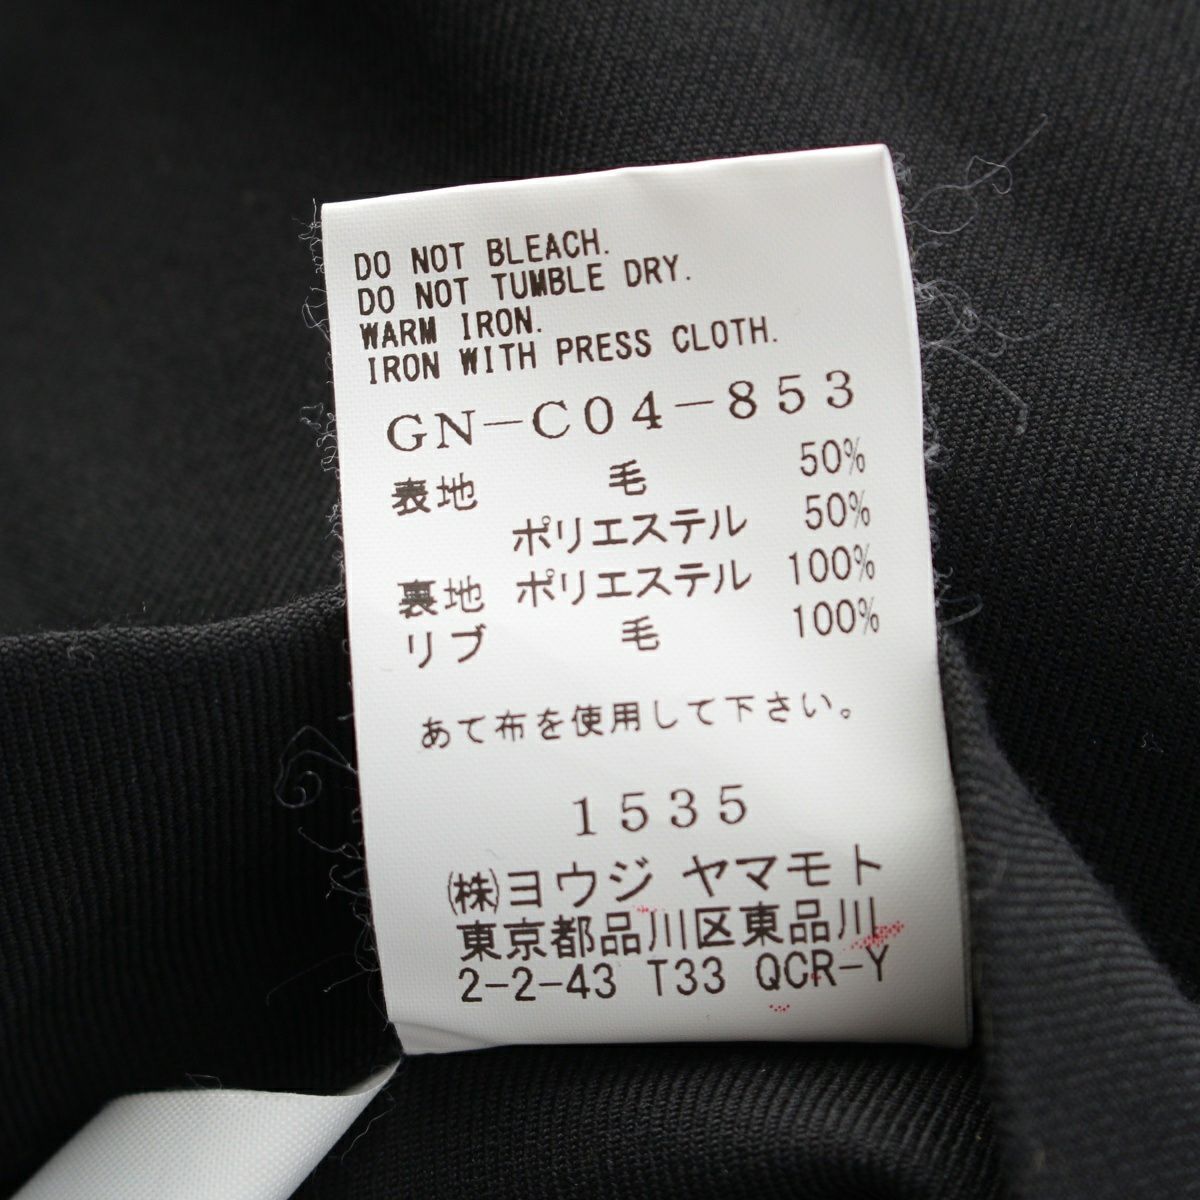 DO NOT BLEACH.
DO NOT TUMBLE DRY.
WARM IRON.
IRON WITH PRESS CLOTH.
GN-C04-853
表地 毛 50%
ポリエステル 50%
裏地 ポリエステル 100%
リブ 毛 100%
あて布を使用して下さい。
1535
(株)ヨウジ ヤマモト
東京都品川区東品川
2-2-43 T33 QCR-Y